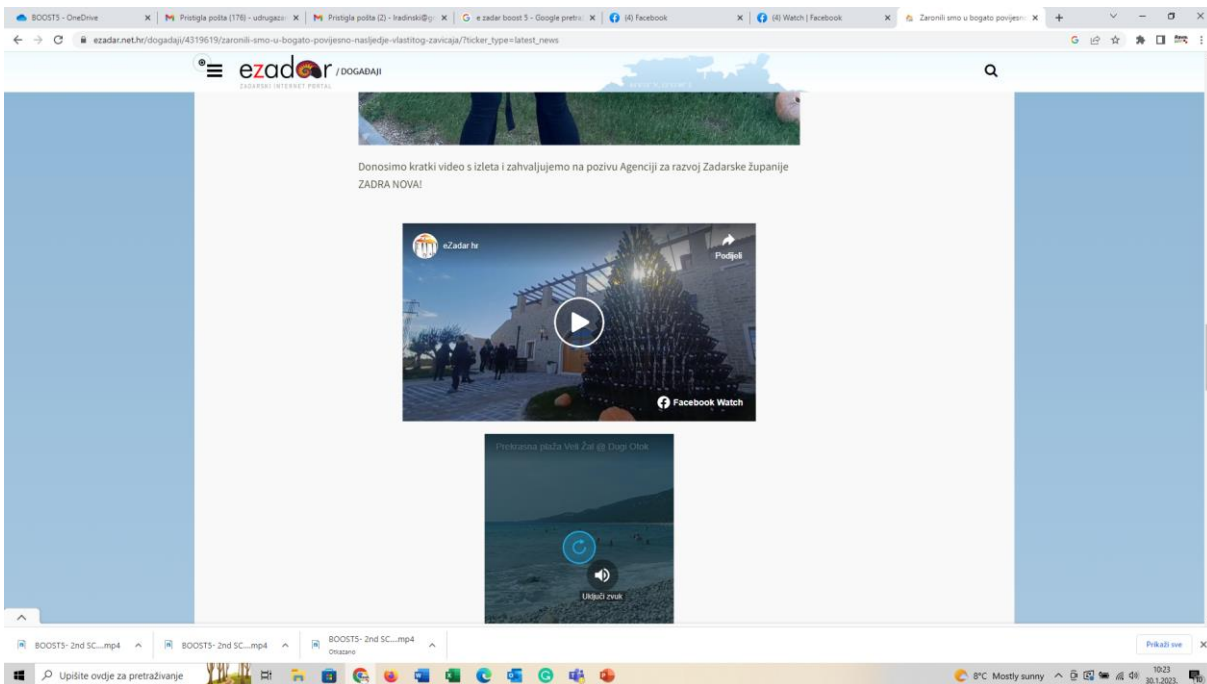 BOOST5 - OneDrive
Pristigla pošta (176) - udrugaza
Pristigla pošta (2) - lradinski@g
e zadar boost 5 - Google pretra
(4) Facebook
(4) Watch | Facebook
Zaronili smo u bogato povijesn
ezadar.net.hr/dogadaji/4319619/zaronili-smo-u-bogato-povijesno-nasljedje-vlastitog-zavicaja/?ticker_type=latest_news
ezadar / DOGAĐAJI
ZADARSKI INTERNET PORTAL
Donosimo kratki video s izleta i zahvaljujemo na pozivu Agenciji za razvoj Zadarske županije
ZADRA NOVA!
eZadar hr
Podijeli
Facebook Watch
Prekrasna plaža Veli Žal @ Dugi Otok
Uključi zvuk
BOOST5- 2nd SC....mp4
BOOST5- 2nd SC....mp4
BOOST5- 2nd SC....mp4
Otkazano
Prikaži sve
Upišite ovdje za pretraživanje
8°C Mostly sunny
10:23
30.1.2023.